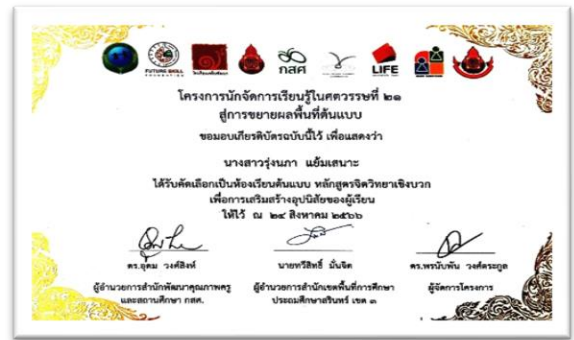 FUTURE SKILL
FOUNDATION
กสศ
LIFE
โครงการนักจัดการเรียนรู้ในศตวรรษที่ ๒๑
สู่การขยายผลพื้นที่ต้นแบบ
ขอมอบเกียรติบัตรฉบับนี้ไว้ เพื่อแสดงว่า
นางสาวรุ่งนภา แย้มเสนาะ
ได้รับคัดเลือกเป็นห้องเรียนต้นแบบ หลักสูตรจิตวิทยาเชิงบวก
เพื่อการเสริมสร้างอุปนิสัยของผู้เรียน
ให้ไว้ ณ ๒๙ สิงหาคม ๒๕๖๖
ดร.อุดม วงศ์สิงห์
นายทวีสิทธิ์ มั่นจิต
ดร.พรนับพัน วงศ์ตระกูล
ผู้อำนวยการสำนักพัฒนาคุณภาพครู
และสถานศึกษา กสศ.
ผู้อำนวยการสำนักเขตพื้นที่การศึกษา
ประถมศึกษาสุรินทร์ เขต ๓
ผู้จัดการโครงการ